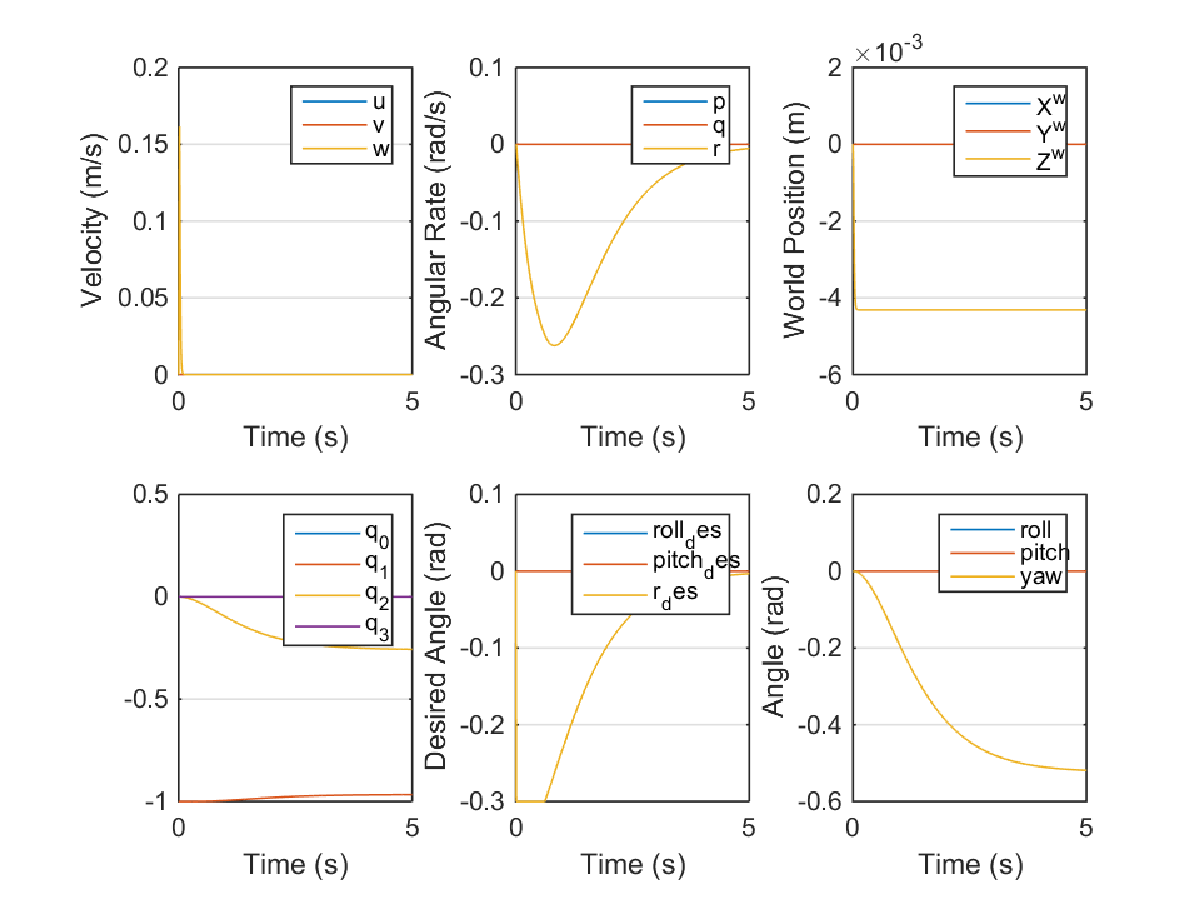 0.2
0.15
0.1
0.05
0
Velocity (m/s)
u
v
w
0
5
Time (s)
0.1
0
-0.1
-0.2
-0.3
Angular Rate (rad/s)
p
q
r
0
5
Time (s)
×10^-3
2
0
-2
-4
-6
World Position (m)
X^w
Y^w
Z^w
0
5
Time (s)
0.5
0
-0.5
-1
q_0
q_1
q_2
q_3
0
5
Time (s)
0.1
0
-0.1
-0.2
-0.3
Desired Angle (rad)
roll_des
pitch_des
r_des
0
5
Time (s)
0.2
0
-0.2
-0.4
-0.6
Angle (rad)
roll
pitch
yaw
0
5
Time (s)